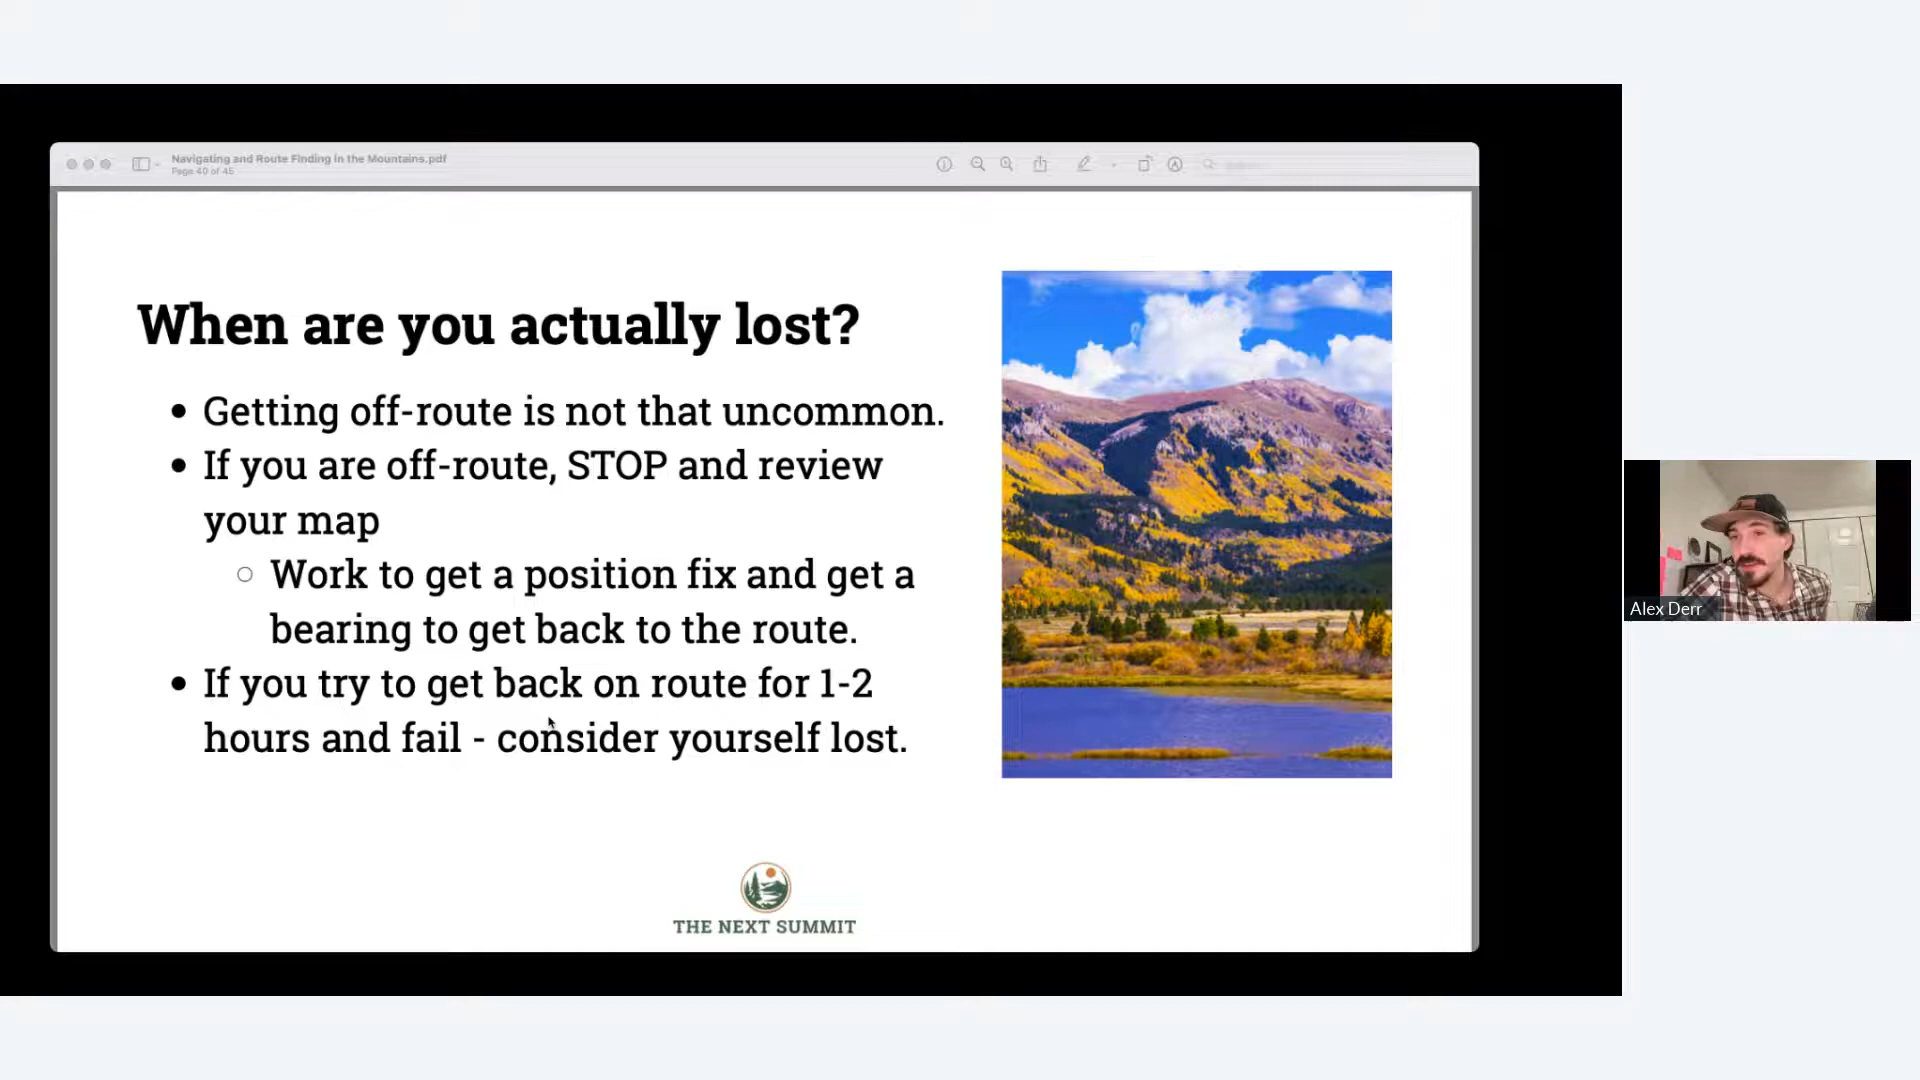 Navigating and Route Finding in the Mountains.pdf
Page 40 of 45
When are you actually lost?
• Getting off-route is not that uncommon.
• If you are off-route, STOP and review
your map
○ Work to get a position fix and get a
bearing to get back to the route.
• If you try to get back on route for 1-2
hours and fail - consider yourself lost.
THE NEXT SUMMIT
Alex Derr